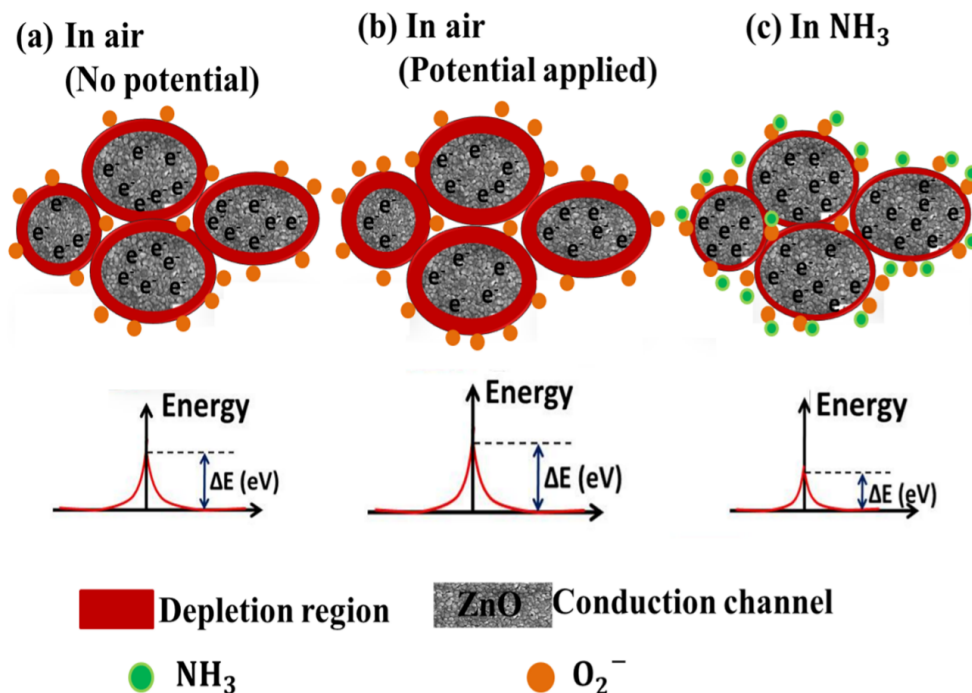 (a) In air
(No potential)
(b) In air
(Potential applied)
(c) In NH₃
e⁻ e⁻ e⁻ e⁻ e⁻
e⁻ e⁻ e⁻ e⁻
e⁻ e⁻ e⁻ e⁻ e⁻
e⁻ e⁻ e⁻ e⁻ e⁻
Energy
ΔE (eV)
Energy
ΔE (eV)
Energy
ΔE (eV)
Depletion region
ZnO Conduction channel
NH₃
O₂⁻